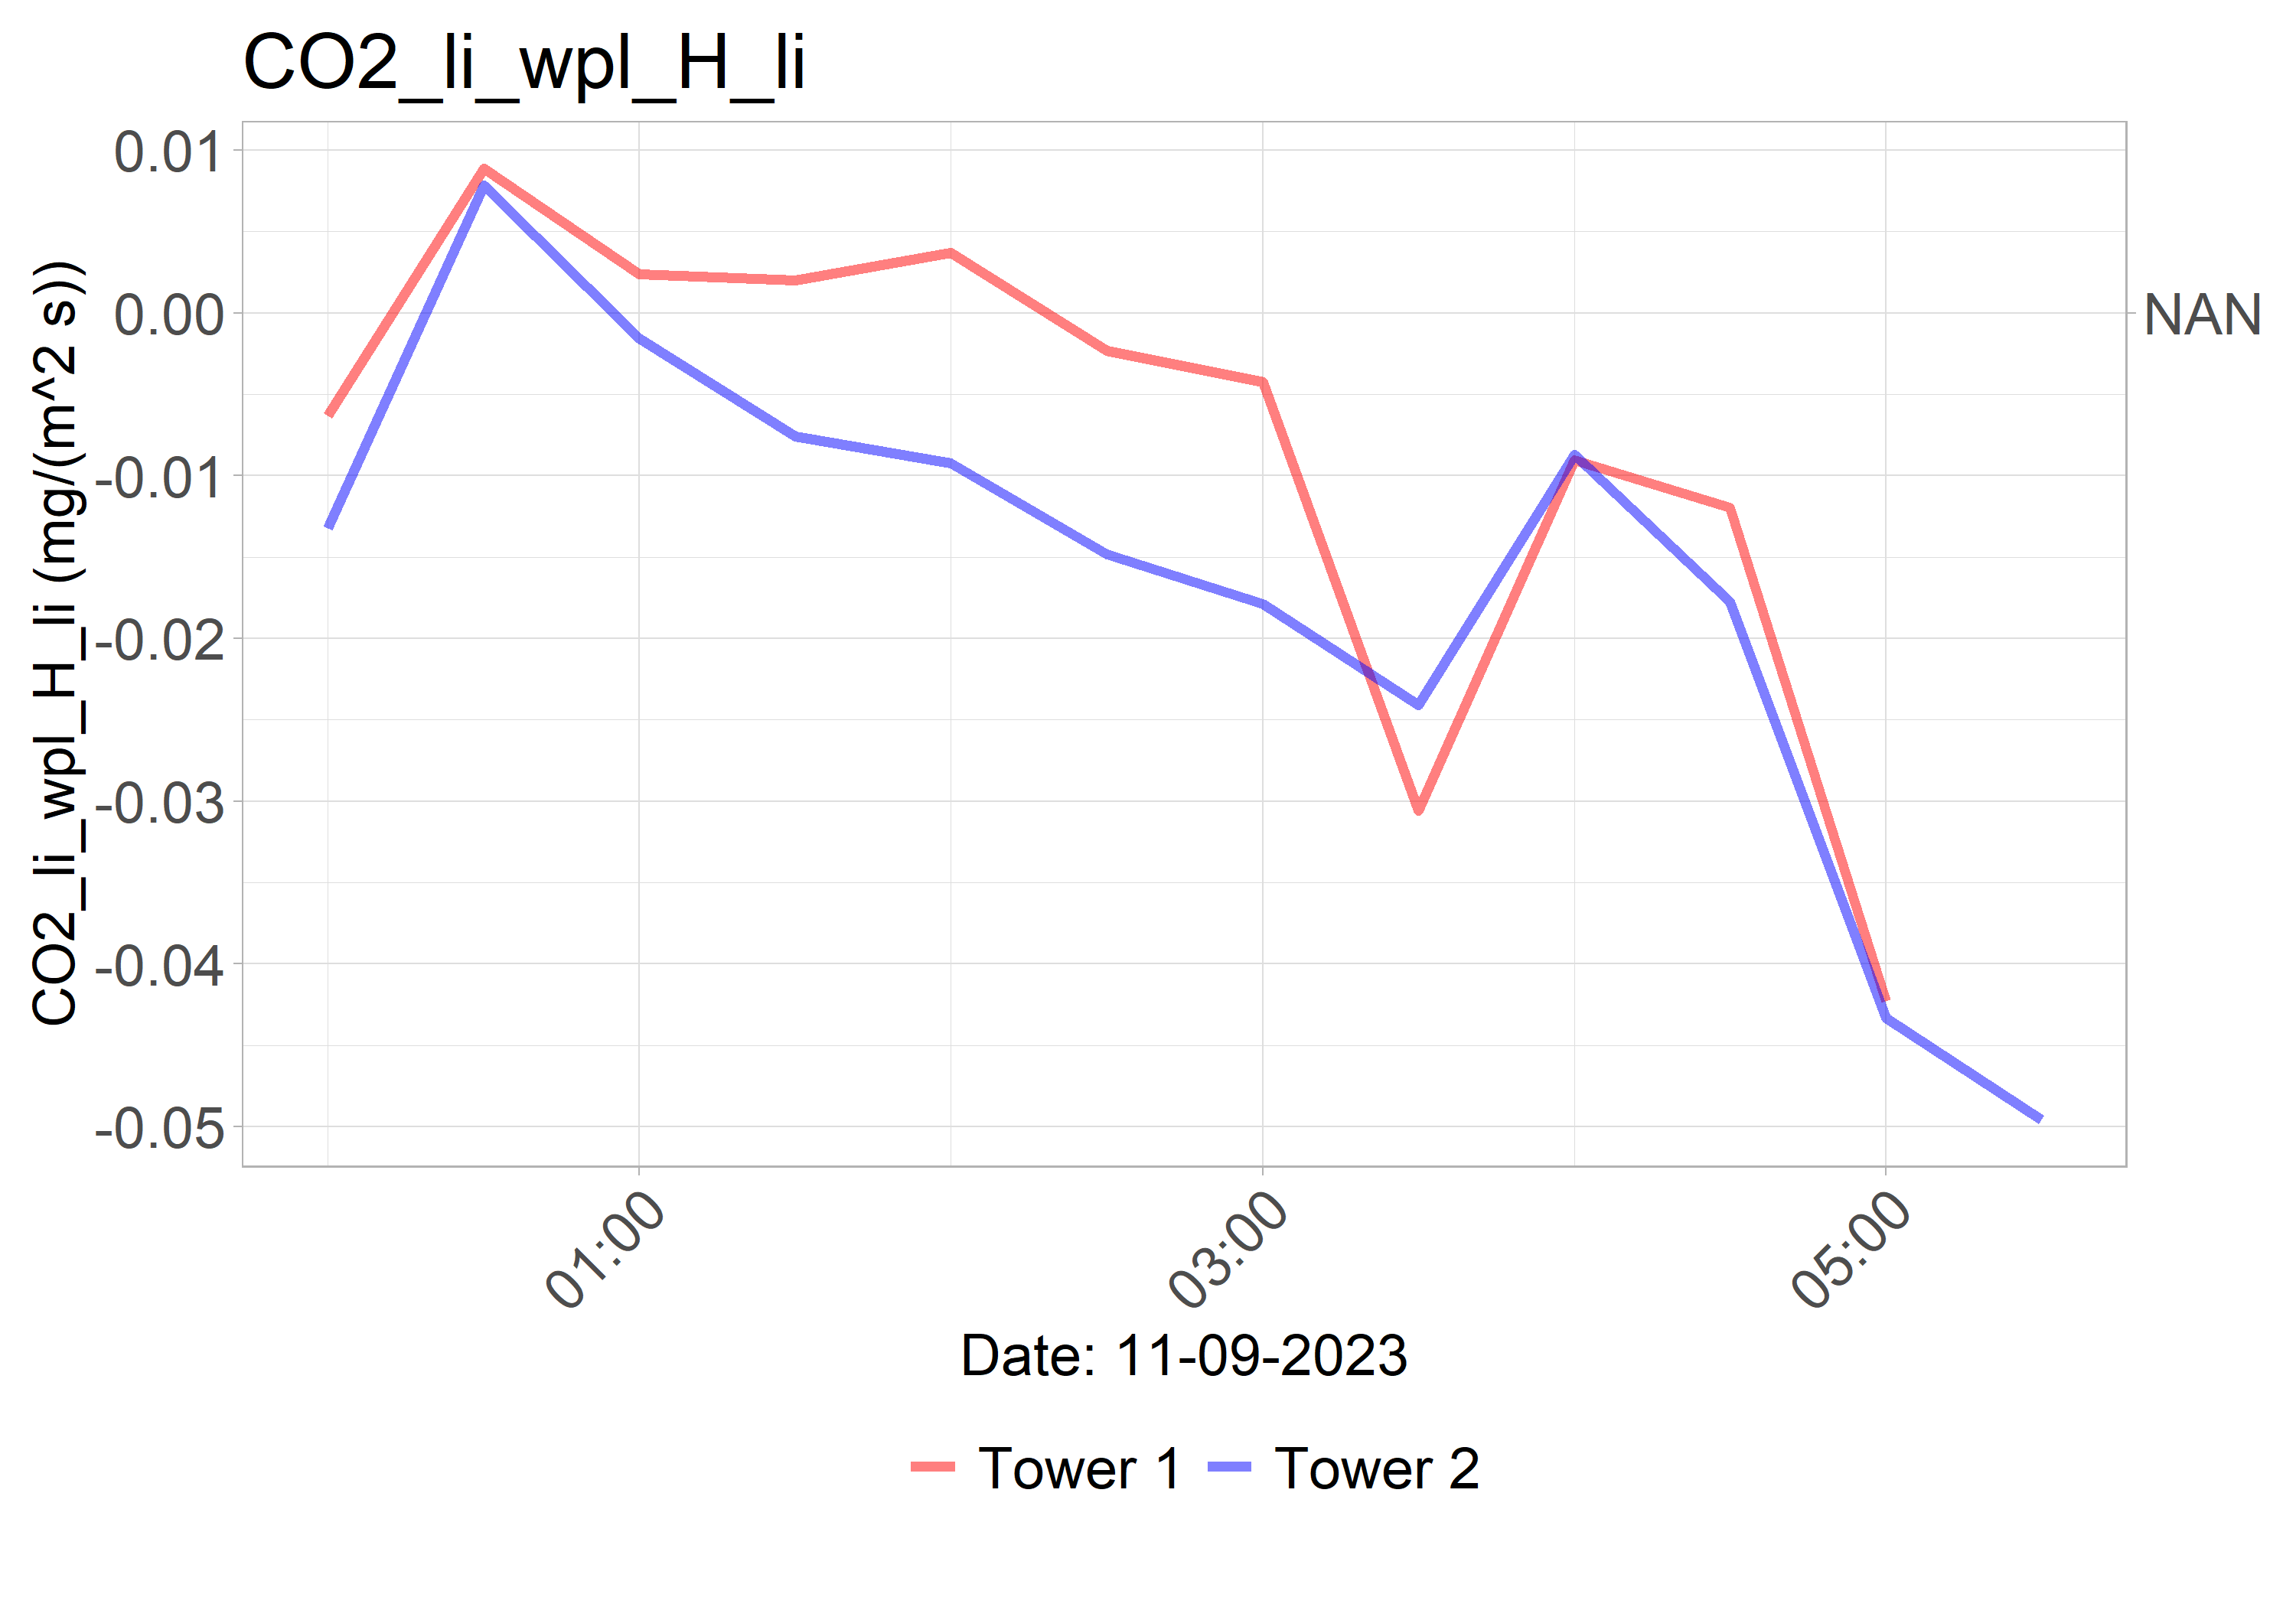 CO2_li_wpl_H_li
CO2_li_wpl_H_li (mg/(m^2 s))
0.01
0.00
-0.01
-0.02
-0.03
-0.04
-0.05
NAN
01:00
03:00
05:00
Date: 11-09-2023
Tower 1
Tower 2